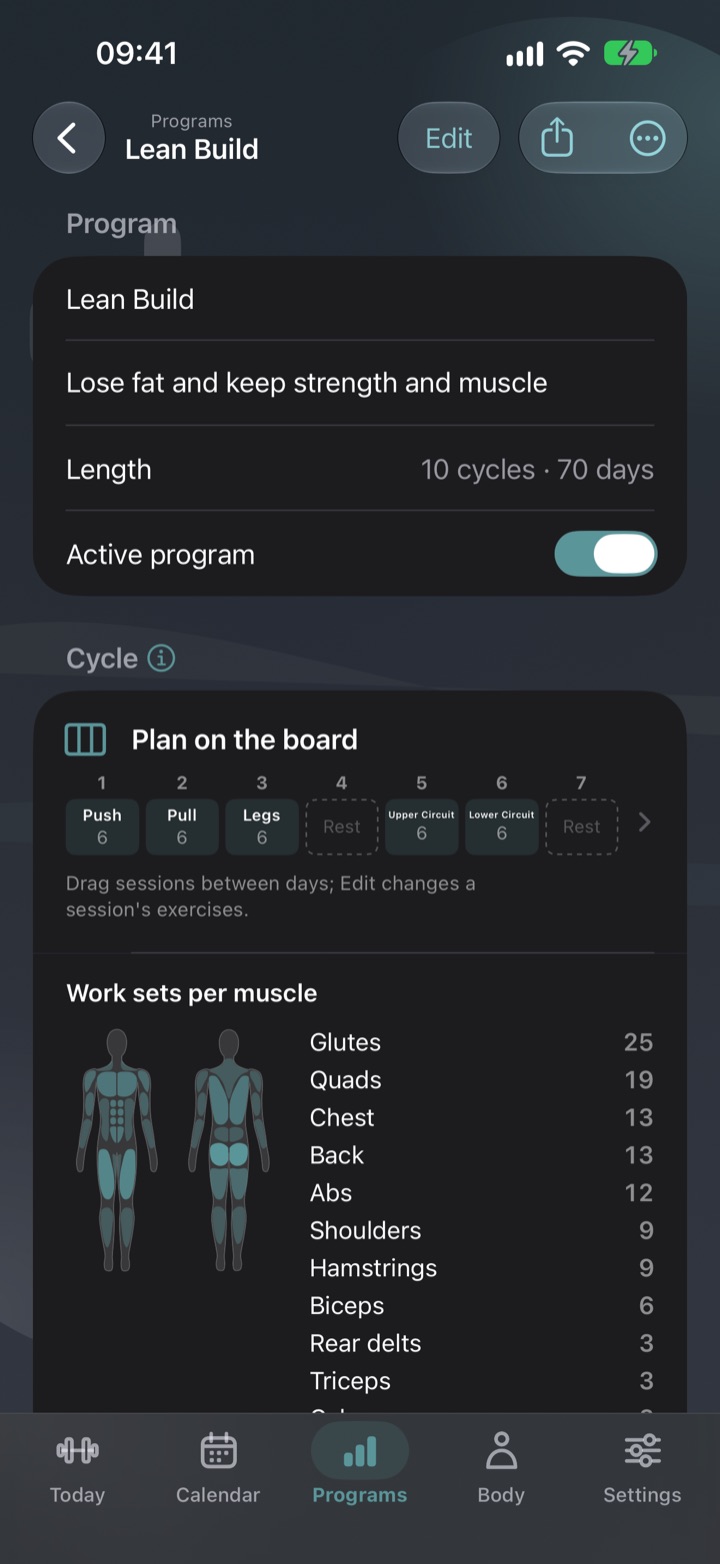 09:41
Programs
Lean Build
Edit
Program
Lean Build
Lose fat and keep strength and muscle
Length 10 cycles · 70 days
Active program
Cycle
Plan on the board
1 2 3 4 5 6 7
Push Pull Legs Rest Upper Circuit Lower Circuit Rest
6 6 6 6 6
Drag sessions between days; Edit changes a
session's exercises.
Work sets per muscle
Glutes 25
Quads 19
Chest 13
Back 13
Abs 12
Shoulders 9
Hamstrings 9
Biceps 6
Rear delts 3
Triceps 3
Today Calendar Programs Body Settings